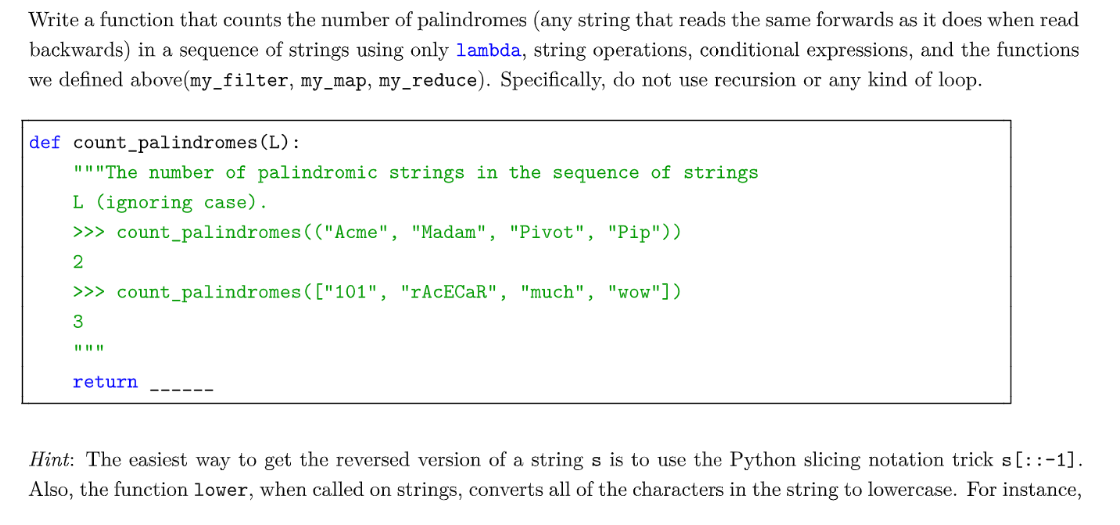 Write a function that counts the number of palindromes (any string that reads the same forwards as it does when read
backwards) in a sequence of strings using only lambda, string operations, conditional expressions, and the functions
we defined above(my_filter, my_map, my_reduce). Specifically, do not use recursion or any kind of loop.
def count_palindromes(L):
    """The number of palindromic strings in the sequence of strings
    L (ignoring case).
    >>> count_palindromes(("Acme", "Madam", "Pivot", "Pip"))
    2
    >>> count_palindromes(["101", "rAcECaR", "much", "wow"])
    3
    """
    return ______
Hint: The easiest way to get the reversed version of a string s is to use the Python slicing notation trick s[::-1].
Also, the function lower, when called on strings, converts all of the characters in the string to lowercase. For instance,